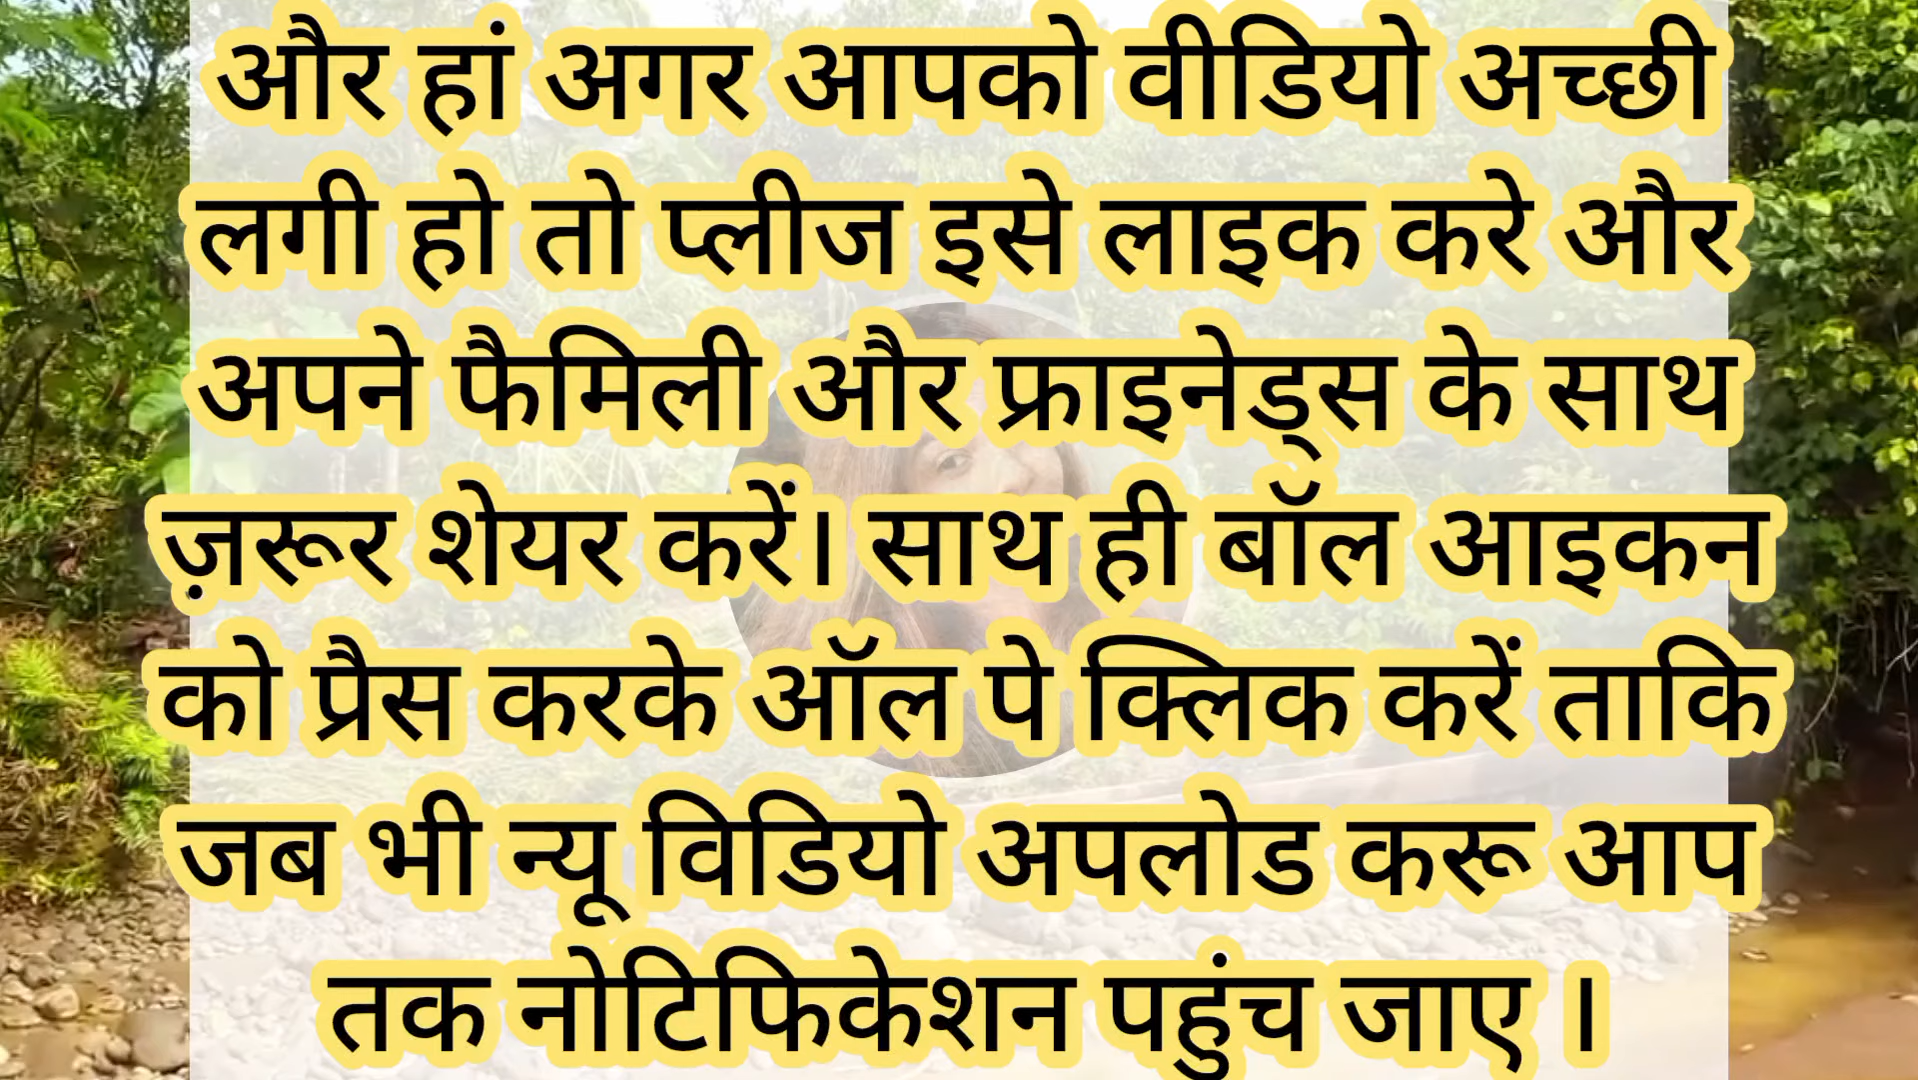 और हां अगर आपको वीडियो अच्छी
लगी हो तो प्लीज इसे लाइक करे और
अपने फैमिली और फ्राइनेड्स के साथ
ज़रूर शेयर करें। साथ ही बॉल आइकन
को प्रैस करके ऑल पे क्लिक करें ताकि
जब भी न्यू विडियो अपलोड करू आप
तक नोटिफिकेशन पहुंच जाए ।